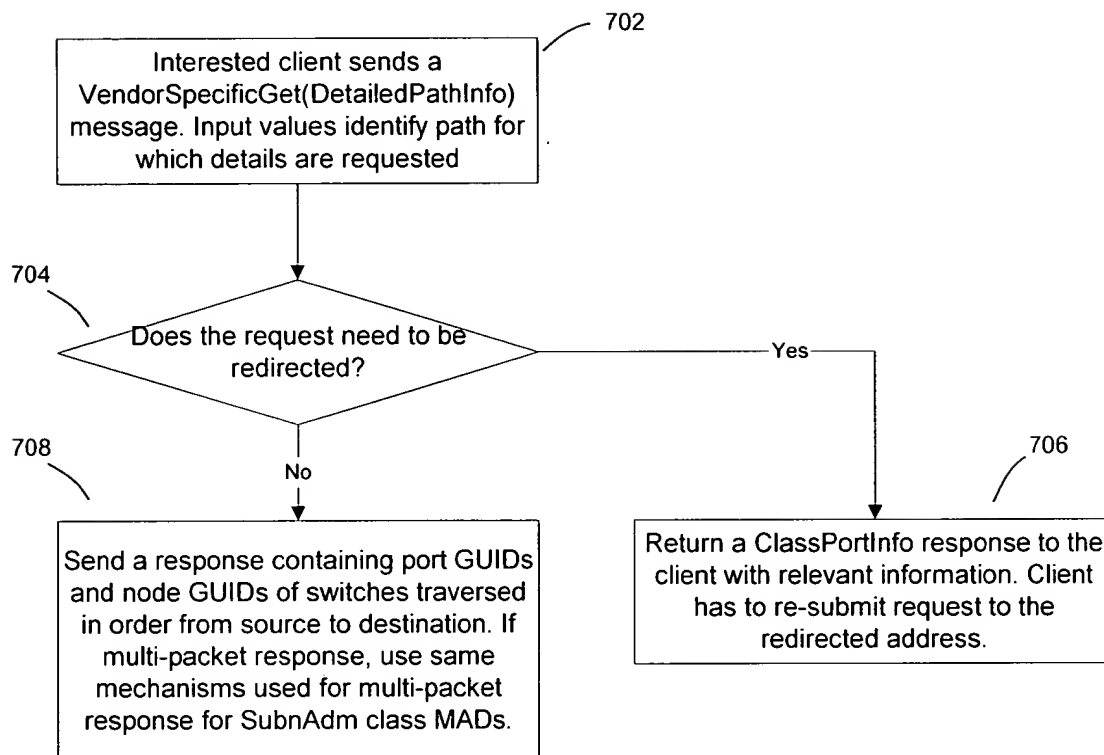 702
Interested client sends a
VendorSpecificGet(DetailedPathInfo)
message. Input values identify path for
which details are requested
704
Does the request need to be
redirected?
Yes
708
No
706
Send a response containing port GUIDs
and node GUIDs of switches traversed
in order from source to destination. If
multi-packet response, use same
mechanisms used for multi-packet
response for SubnAdm class MADs.
Return a ClassPortInfo response to the
client with relevant information. Client
has to re-submit request to the
redirected address.